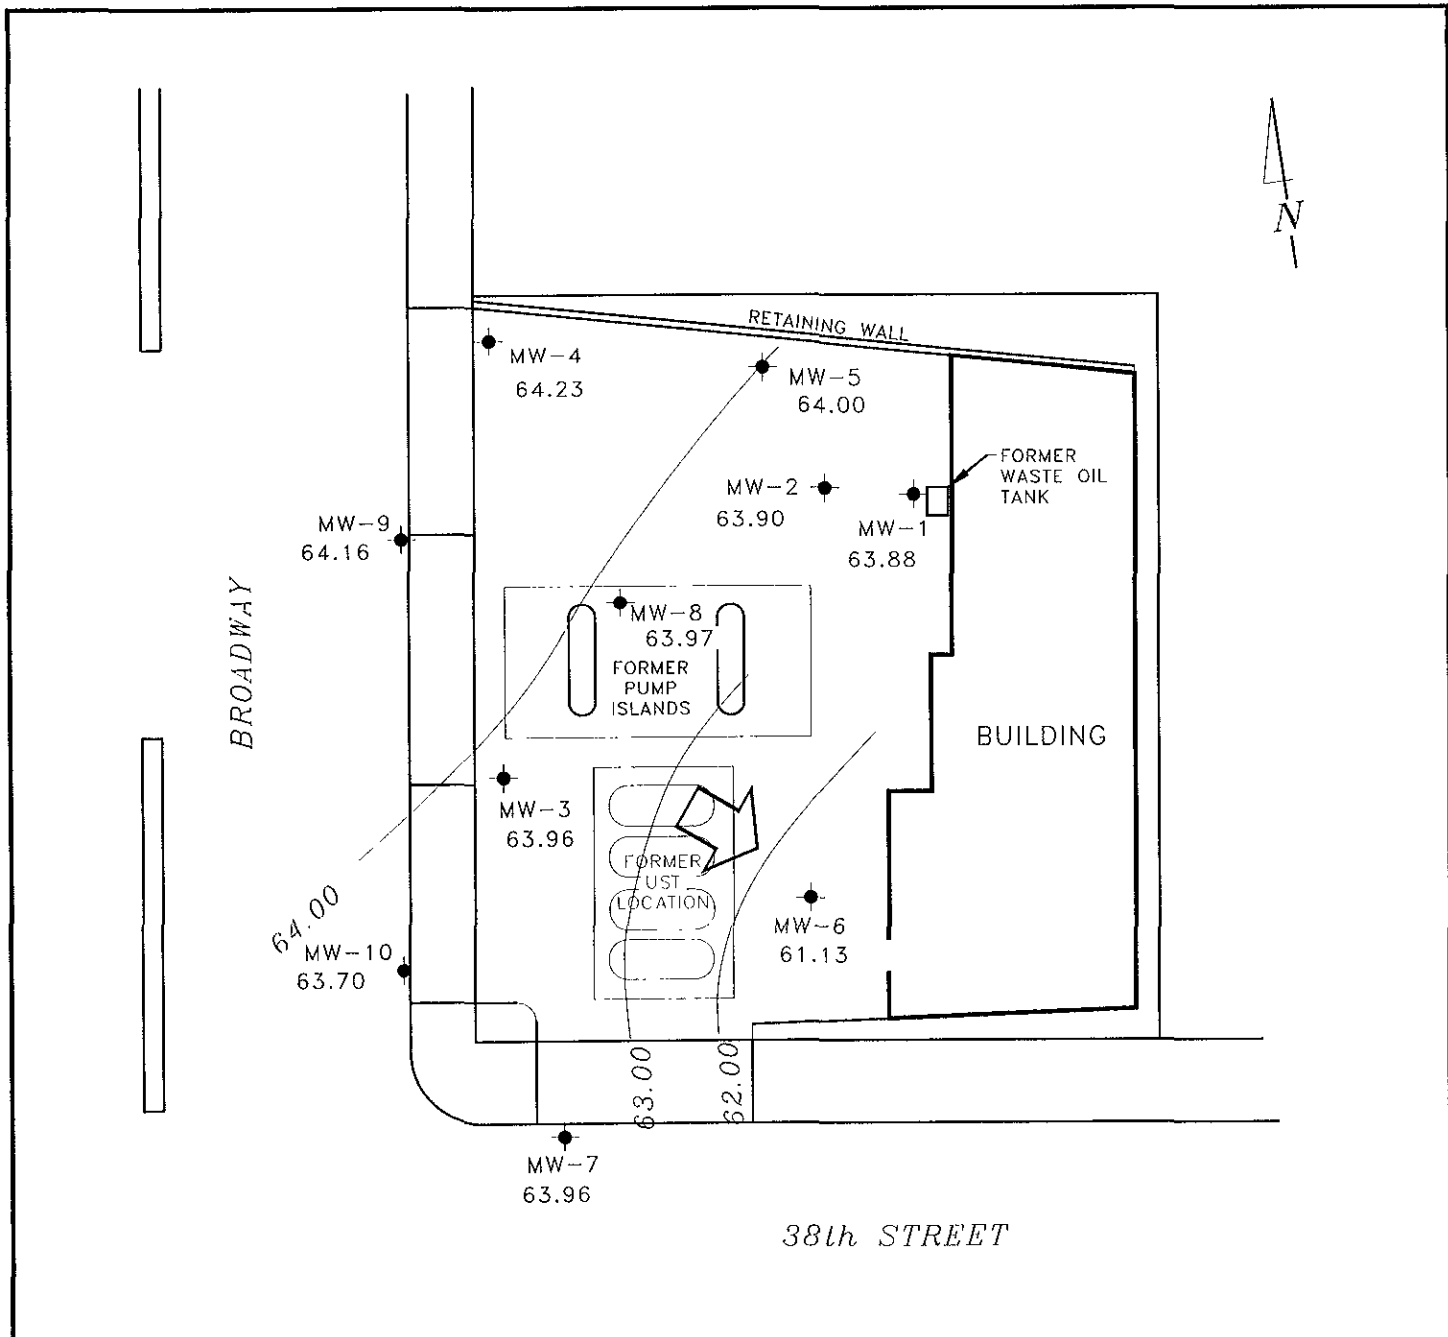 N
RETAINING WALL
MW-4
64.23
MW-5
64.00
FORMER
WASTE OIL
TANK
MW-2
63.90
MW-1
63.88
MW-9
64.16
BROADWAY
MW-8
63.97
FORMER
PUMP
ISLANDS
BUILDING
MW-3
63.96
FORMER
UST
LOCATION
64.00
MW-10
63.70
MW-6
61.13
63.00
62.00
MW-7
63.96
38th STREET